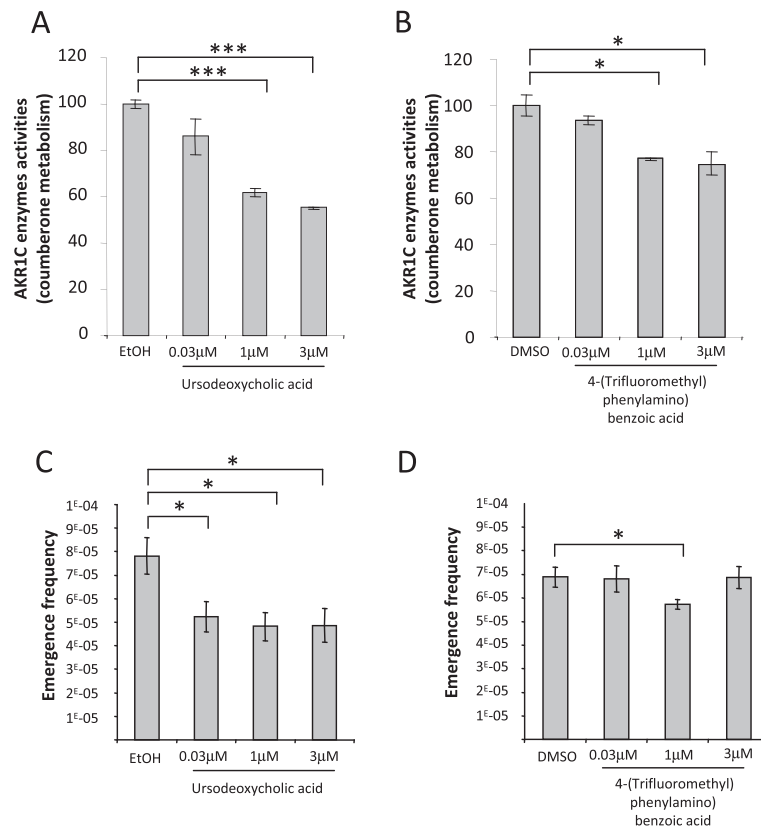 A
AKR1C enzymes activities
(coumberone metabolism)
120
100
80
60
40
20
0
***
***
EtOH 0.03µM 1µM 3µM
Ursodeoxycholic acid
B
AKR1C enzymes activities
(coumberone metabolism)
120
100
80
60
40
20
0
*
*
DMSO 0.03µM 1µM 3µM
4-(Trifluoromethyl)
phenylamino)
benzoic acid
C
Emergence frequency
1E-04
9E-05
8E-05
7E-05
6E-05
5E-05
4E-05
3E-05
2E-05
1E-05
*
*
*
EtOH 0.03µM 1µM 3µM
Ursodeoxycholic acid
D
Emergence frequency
1E-04
9E-05
8E-05
7E-05
6E-05
5E-05
4E-05
3E-05
2E-05
1E-05
*
DMSO 0.03µM 1µM 3µM
4-(Trifluoromethyl)
phenylamino)
benzoic acid